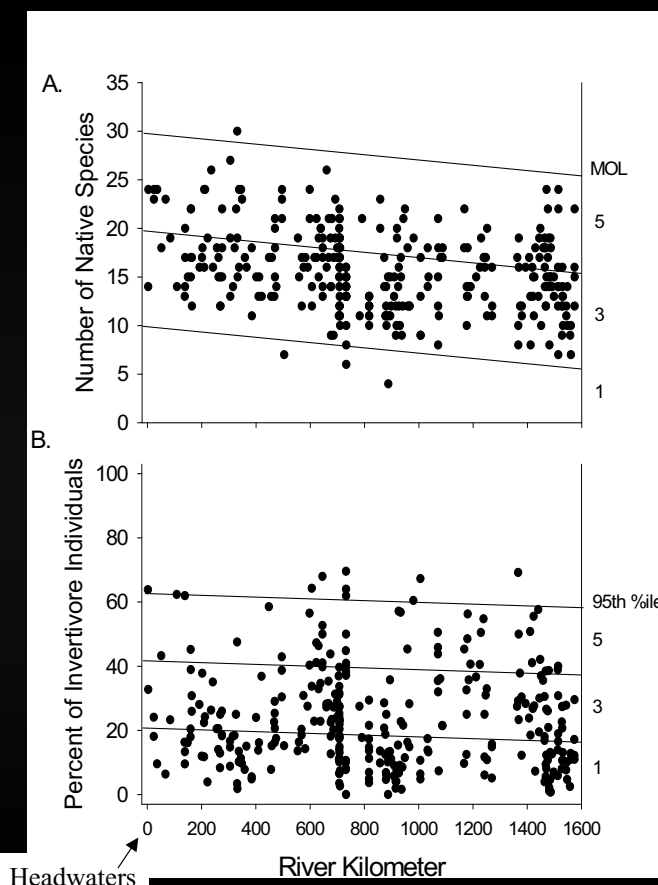 A.
Number of Native Species
35
30
25
20
15
10
5
0
MOL
5
3
1
B.
Percent of Invertivore Individuals
100
80
60
40
20
0
95th %ile
5
3
1
0 200 400 600 800 1000 1200 1400 1600
River Kilometer
Headwaters